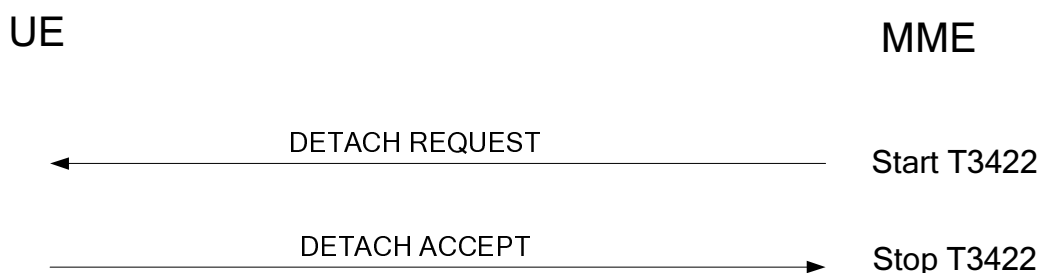 UE
MME
DETACH REQUEST
Start T3422
DETACH ACCEPT
Stop T3422